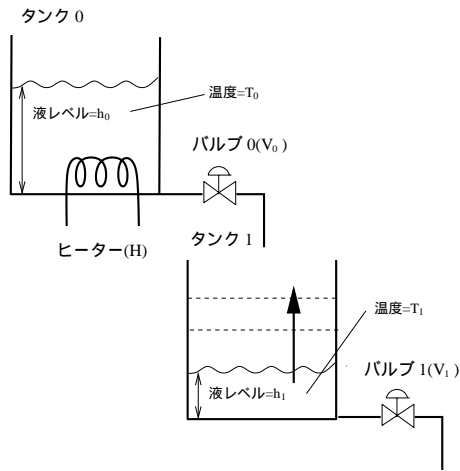 タンク 0
温度=T₀
液レベル=h₀
バルブ 0(V₀ )
ヒーター(H)
タンク 1
温度=T₁
バルブ 1(V₁ )
液レベル=h₁